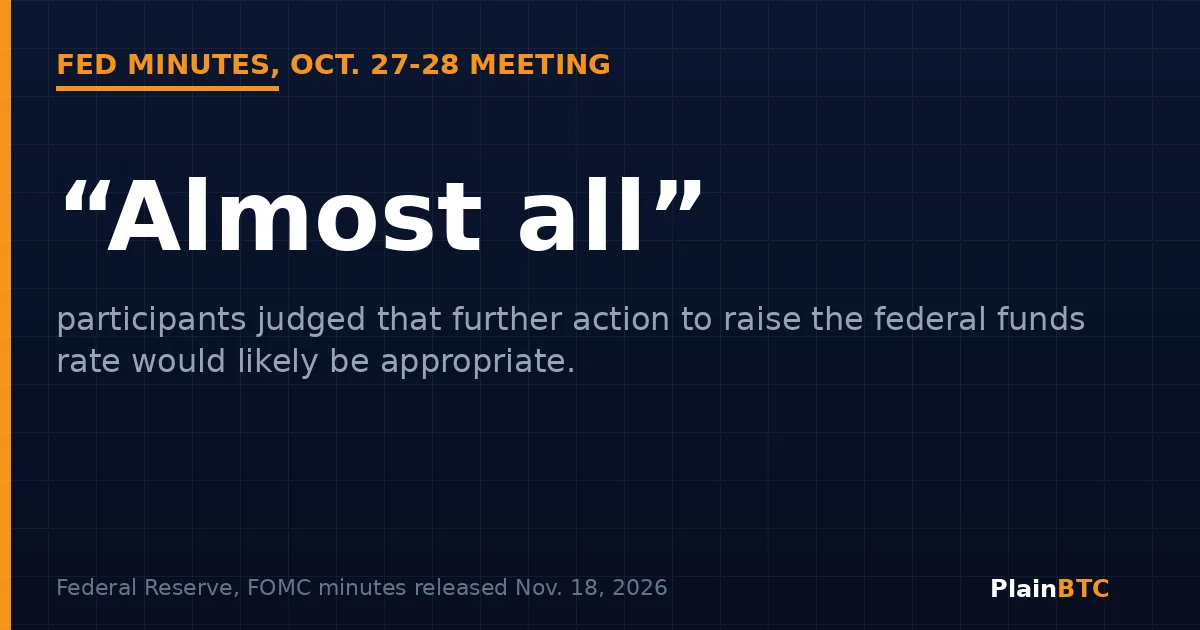 FED MINUTES, OCT. 27-28 MEETING
“Almost all”
participants judged that further action to raise the federal funds
rate would likely be appropriate.
Federal Reserve, FOMC minutes released Nov. 18, 2026
PlainBTC